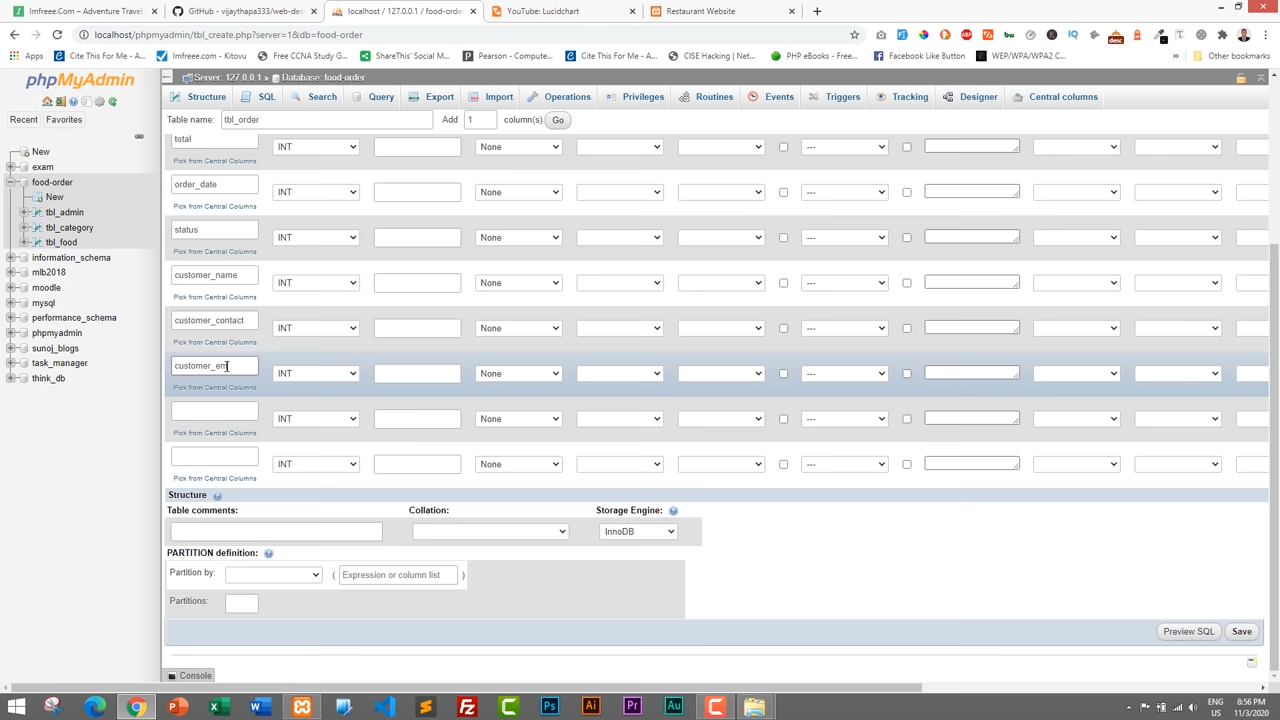 Imfreee.Com – Adventure Travel
GitHub - vijaythapa333/web-des
localhost / 127.0.0.1 / food-orde
YouTube: Lucidchart
Restaurant Website
localhost/phpmyadmin/tbl_create.php?server=1&db=food-order
Apps
Cite This For Me - A...
Imfreee.com - Kitovu
Free CCNA Study G...
ShareThis' Social M...
Pearson – Comptia...
Cite This For Me - A...
CISE Hacking | Net...
PHP eBooks - Free...
Facebook Like Button
WEP/WPA/WPA2 C...
Other bookmarks
phpMyAdmin
Recent
Favorites
New
exam
food-order
New
tbl_admin
tbl_category
tbl_food
information_schema
mlb2018
moodle
mysql
performance_schema
phpmyadmin
sunoj_blogs
task_manager
think_db
Server: 127.0.0.1 » Database: food-order
Structure
SQL
Search
Query
Export
Import
Operations
Privileges
Routines
Events
Triggers
Tracking
Designer
Central columns
Table name: tbl_order Add 1 column(s) Go
total INT None ---
Pick from Central Columns
order_date INT None ---
Pick from Central Columns
status INT None ---
Pick from Central Columns
customer_name INT None ---
Pick from Central Columns
customer_contact INT None ---
Pick from Central Columns
customer_em INT None ---
Pick from Central Columns
INT None ---
Pick from Central Columns
INT None ---
Pick from Central Columns
Structure
Table comments: Collation: Storage Engine:
InnoDB
PARTITION definition:
Partition by: ( Expression or column list )
Partitions:
Preview SQL Save
Console
ENG 8:56 PM
US 11/3/2020